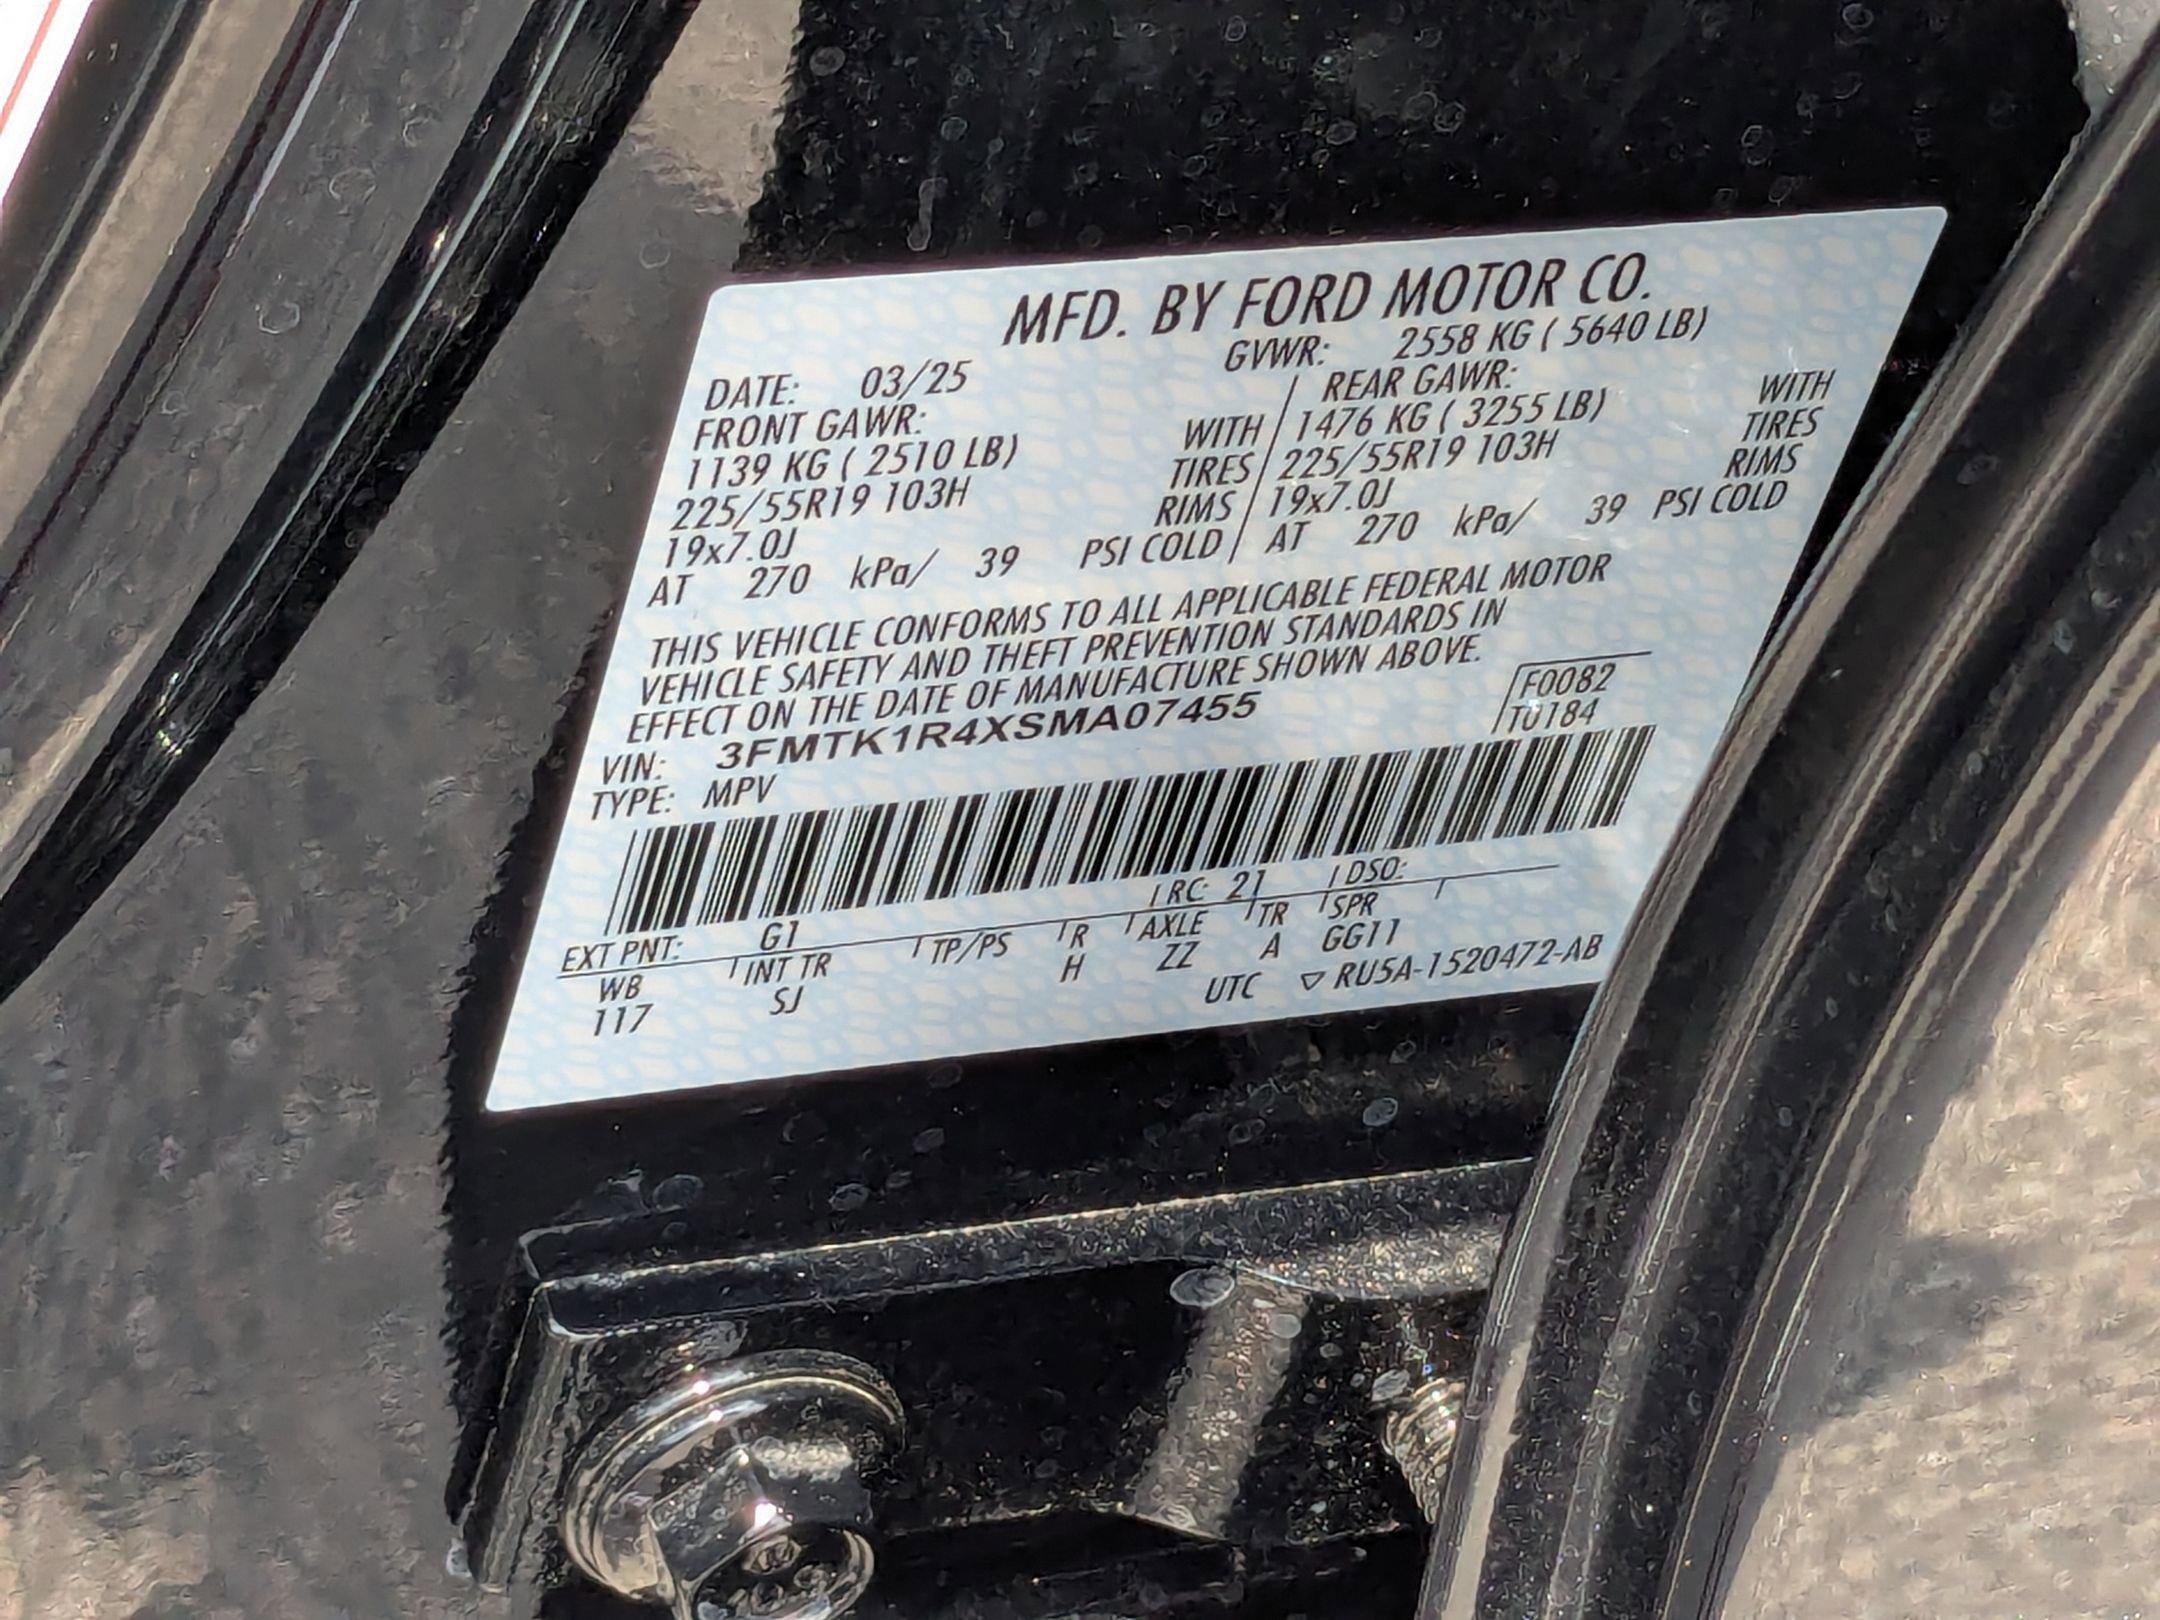 MFD. BY FORD MOTOR CO.
DATE: 03/25 GVWR: 2558 KG ( 5640 LB)
FRONT GAWR: REAR GAWR:
1139 KG ( 2510 LB) WITH 1476 KG ( 3255 LB) WITH
225/55R19 103H TIRES 225/55R19 103H TIRES
19x7.0J RIMS 19x7.0J RIMS
AT 270 kPa/ 39 PSI COLD AT 270 kPa/ 39 PSI COLD
THIS VEHICLE CONFORMS TO ALL APPLICABLE FEDERAL MOTOR
VEHICLE SAFETY AND THEFT PREVENTION STANDARDS IN
EFFECT ON THE DATE OF MANUFACTURE SHOWN ABOVE.
VIN: 3FMTK1R4XSMA07455 F0082
TYPE: MPV T0184
EXT PNT: G1 RC: 21 DSO:
WB INT TR TP/PS R AXLE TR SPR
117 SJ H ZZ A GG11
UTC ▽ RU5A-1520472-AB